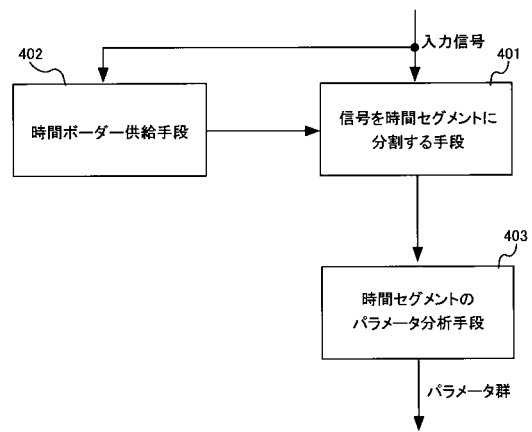 入力信号
402
401
時間ボーダー供給手段
信号を時間セグメントに
分割する手段
403
時間セグメントの
パラメータ分析手段
パラメータ群